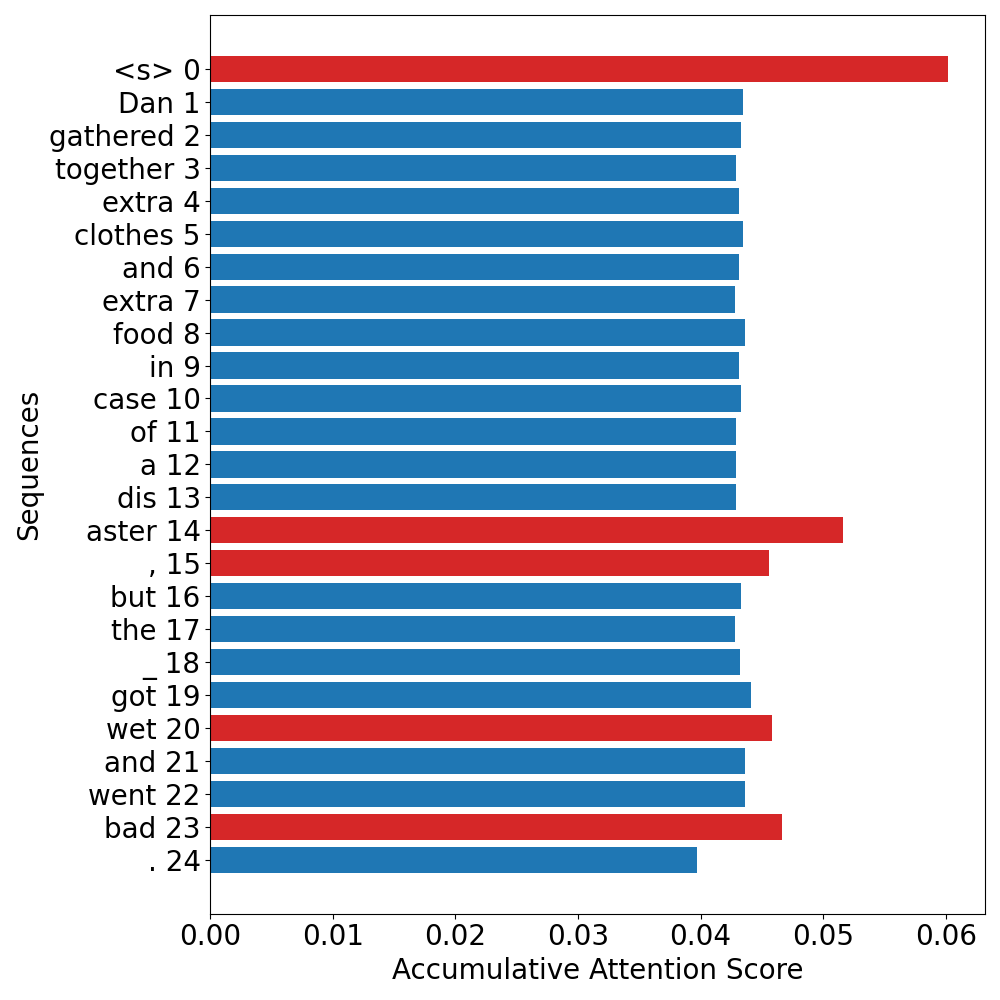 <s> 0
Dan 1
gathered 2
together 3
extra 4
clothes 5
and 6
extra 7
food 8
in 9
case 10
of 11
a 12
dis 13
aster 14
, 15
but 16
the 17
_ 18
got 19
wet 20
and 21
went 22
bad 23
. 24
Sequences
0.00 0.01 0.02 0.03 0.04 0.05 0.06
Accumulative Attention Score